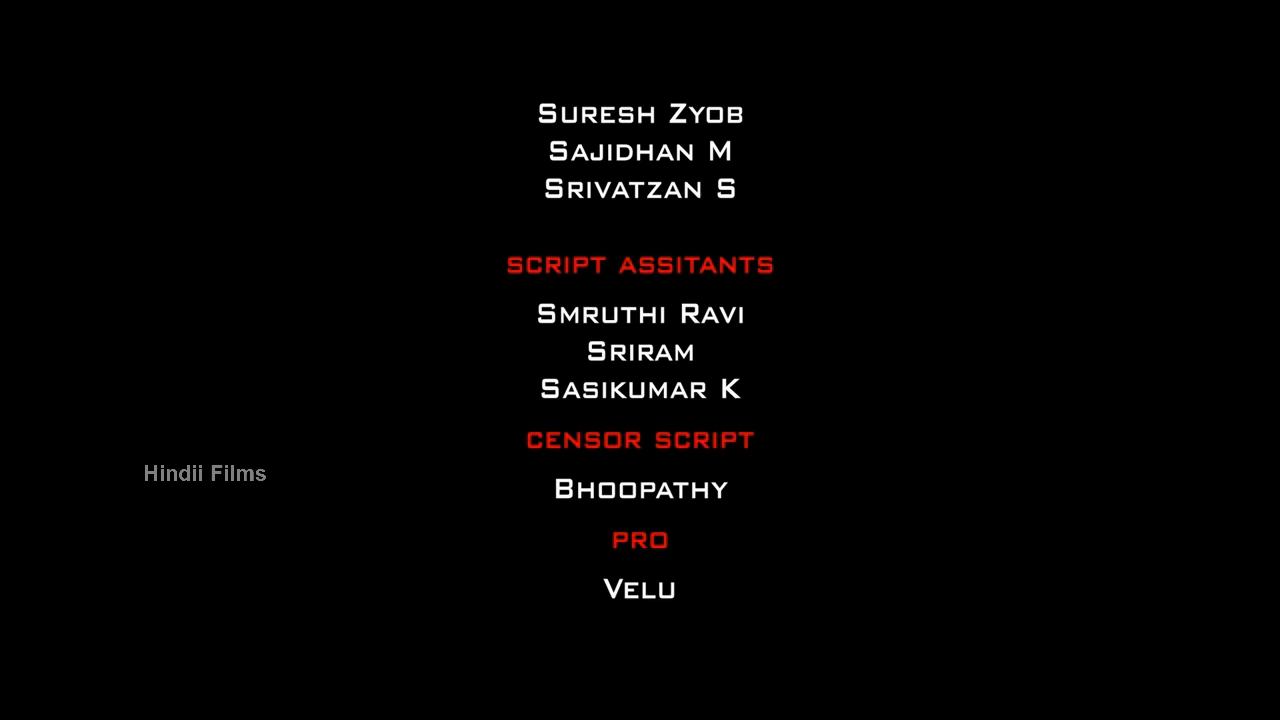 Suresh Zyob
Sajidhan M
Srivatzan S
SCRIPT ASSITANTS
Smruthi Ravi
Sriram
Sasikumar K
CENSOR SCRIPT
Hindii Films
Bhoopathy
PRO
Velu